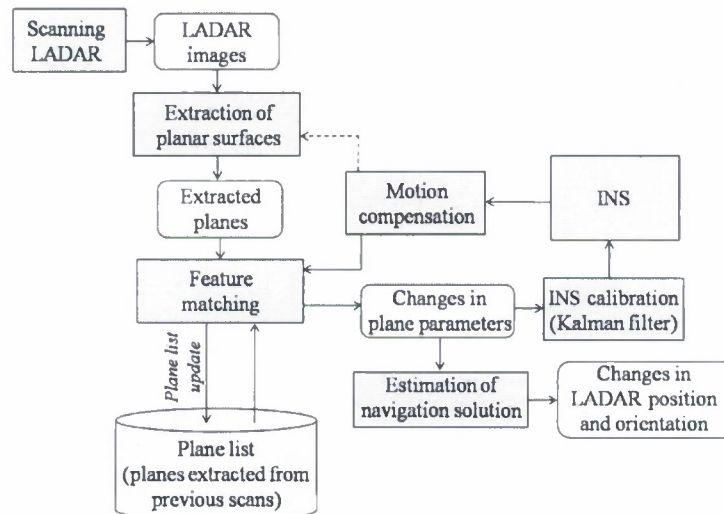 Scanning
LADAR
LADAR
images
Extraction of
planar surfaces
Extracted
planes
Motion
compensation
INS
Feature
matching
Changes in
plane parameters
INS calibration
(Kalman filter)
Plane list
update
Estimation of
navigation solution
Changes in
LADAR position
and orientation
Plane list
(planes extracted from
previous scans)